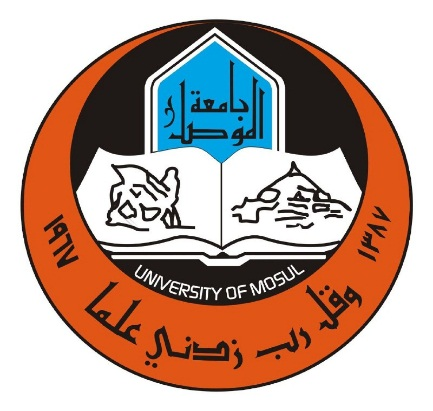 جامعة
الموصل
UNIVERSITY OF MOSUL
١٩٦٧
١٣٨٧
وقل رب زدني علما